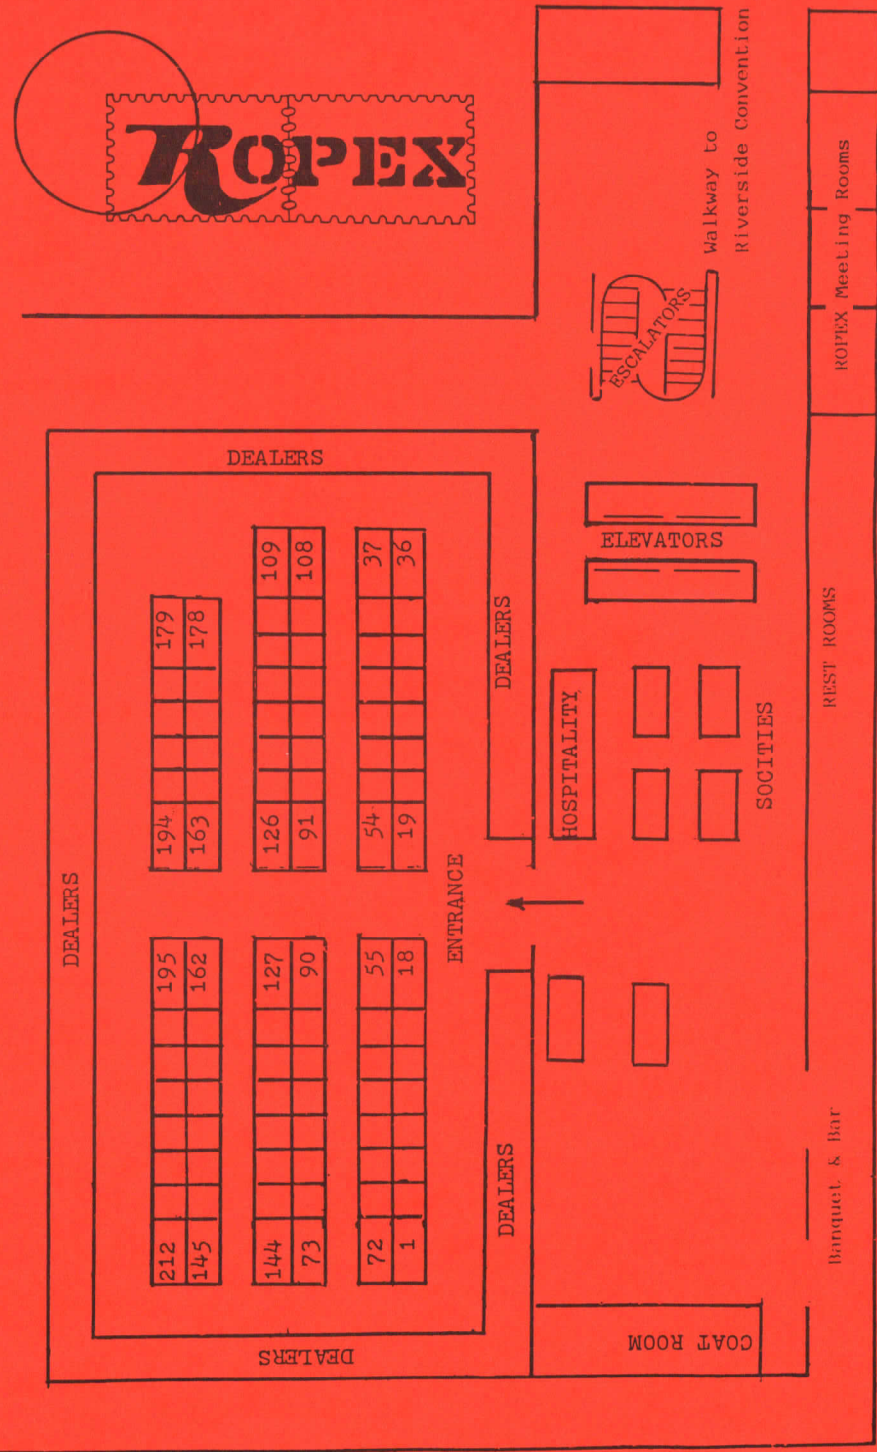 ROPEX
Walkway to
Riverside Convention
ESCALATORS
ROPEX Meeting Rooms
DEALERS
DEALERS
DEALERS
DEALERS
DEALERS
212 195 194 179
145 162 163 178
144 127 126 109
73 90 91 108
72 55 54 37
1 18 19 36
ENTRANCE
ELEVATORS
HOSPITALITY
SOCITIES
REST ROOMS
COAT ROOM
Banquet & Bar